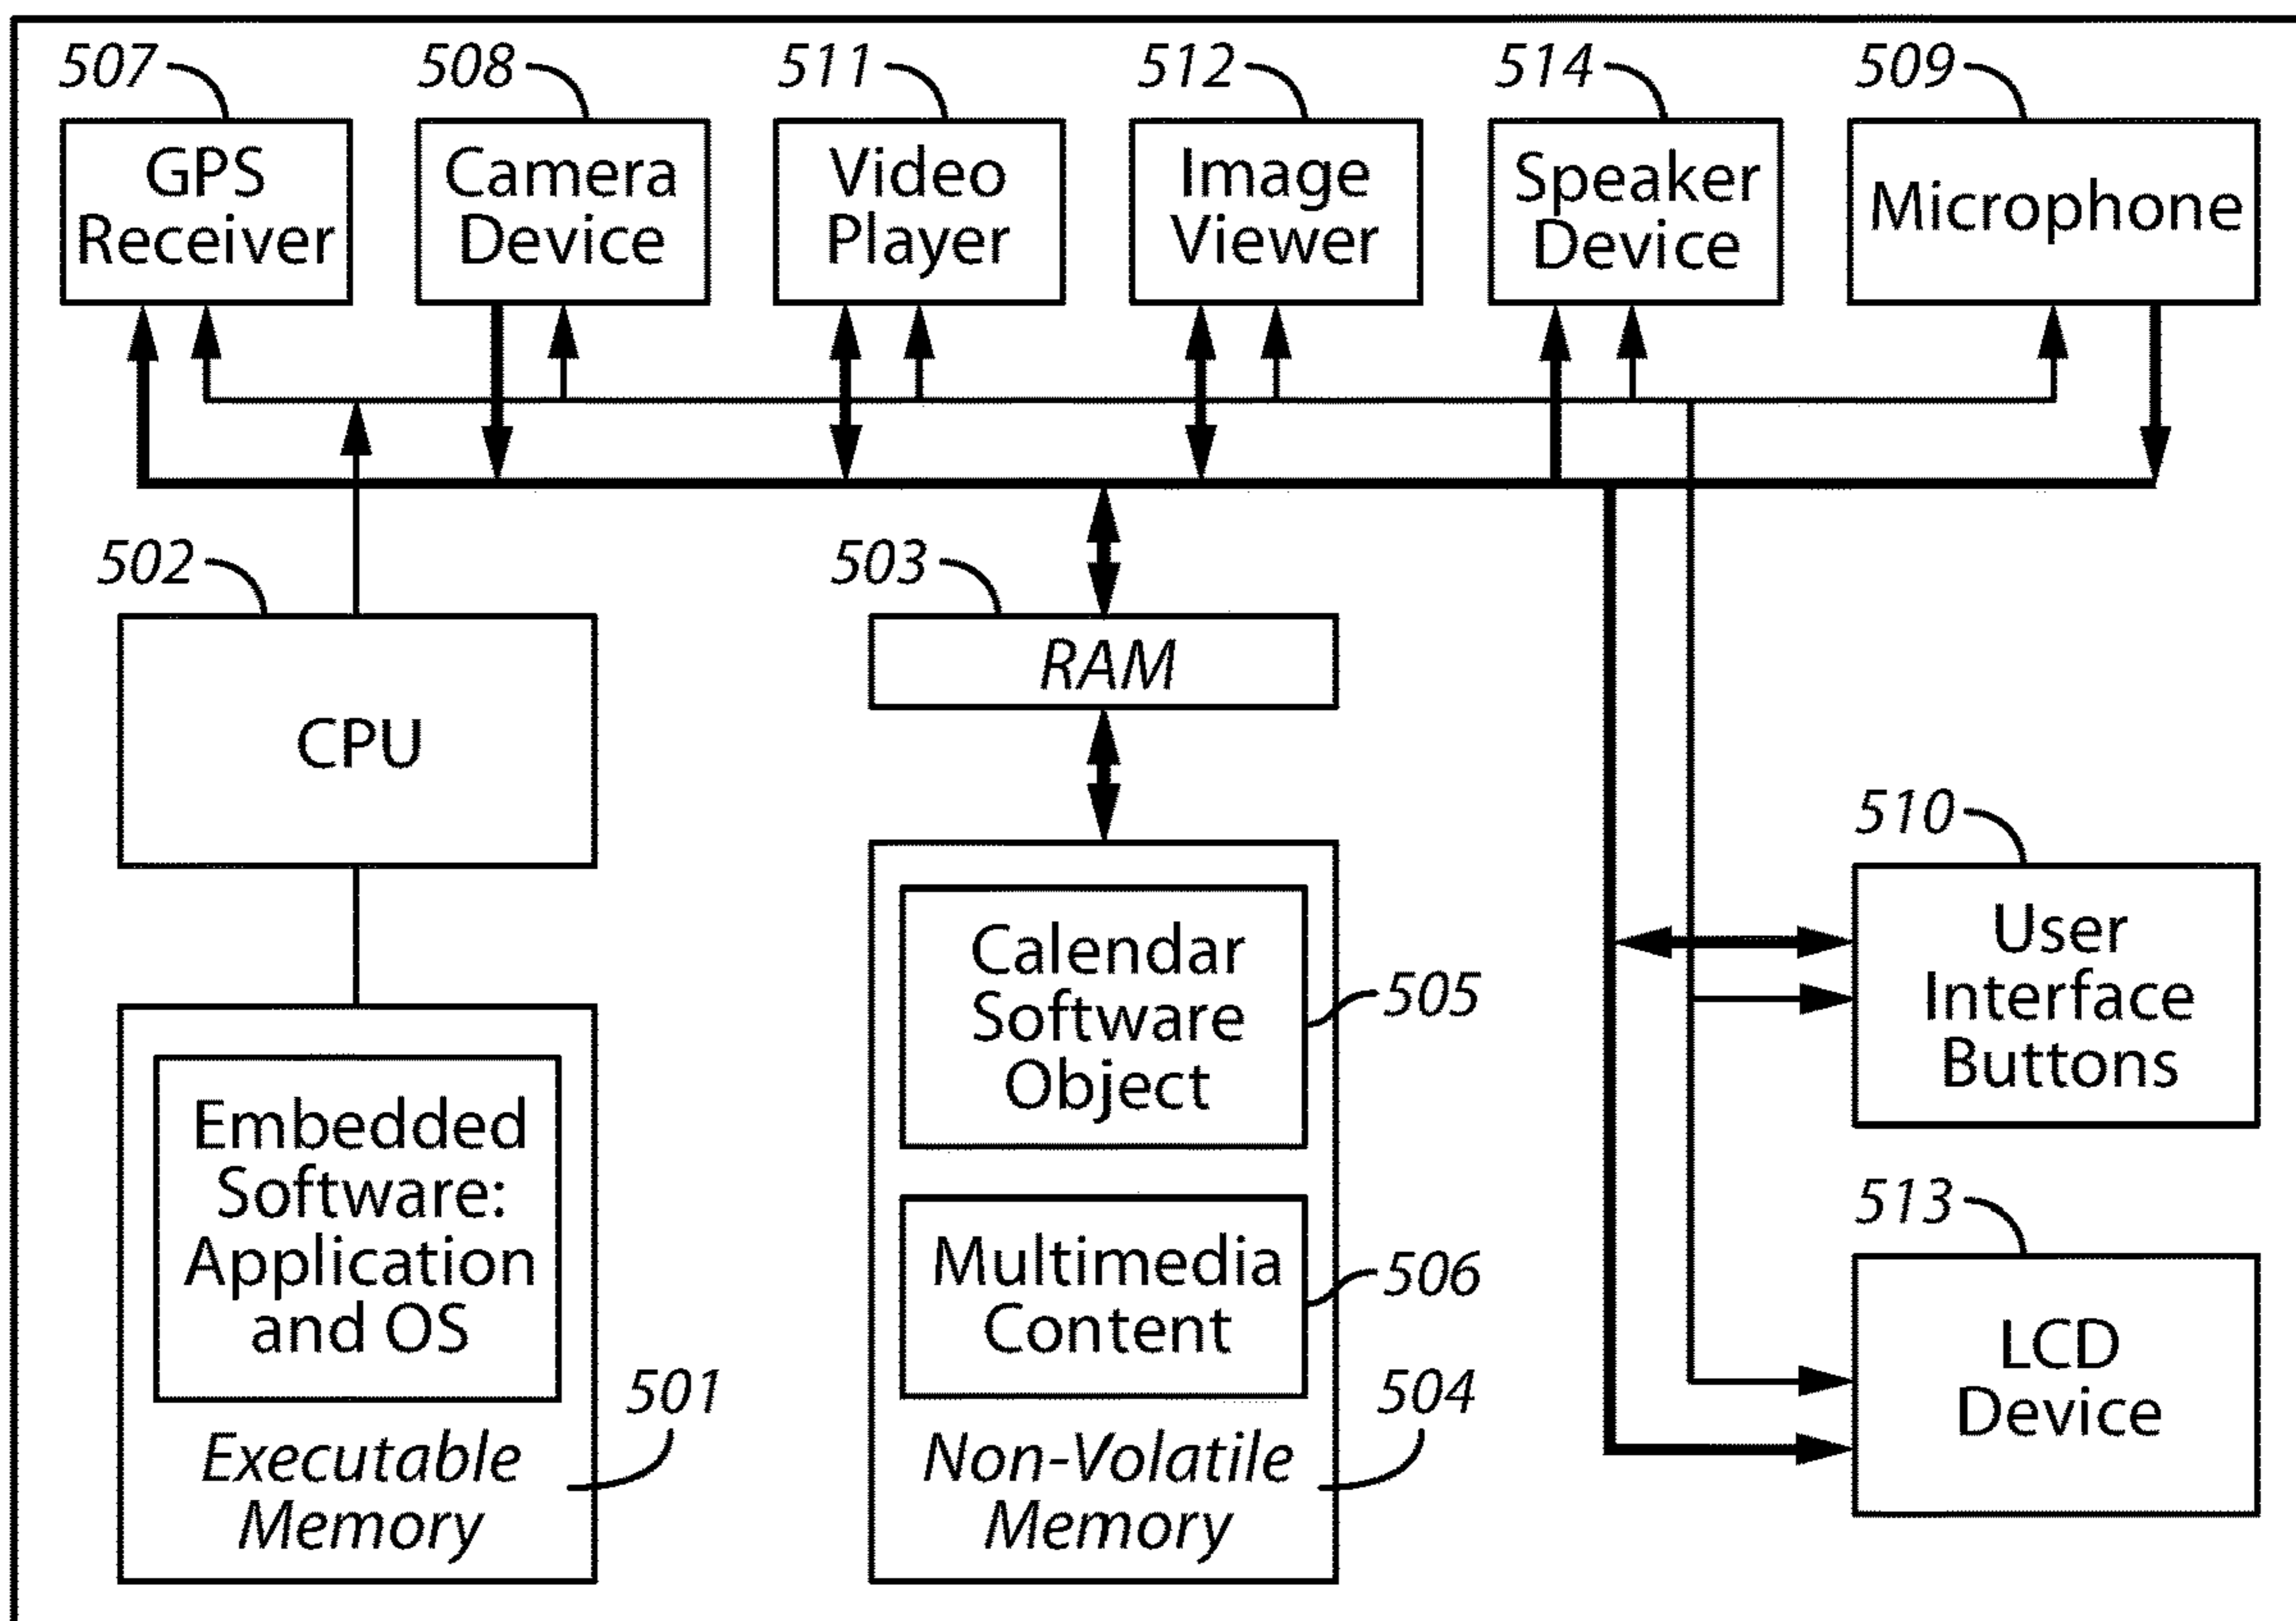 507
508
511
512
514
509
GPS
Receiver
Camera
Device
Video
Player
Image
Viewer
Speaker
Device
Microphone
502
503
CPU
RAM
510
User
Interface
Buttons
Calendar
Software
Object
505
Embedded
Software:
Application
and OS
501
Executable
Memory
Multimedia
Content
506
504
Non-Volatile
Memory
513
LCD
Device